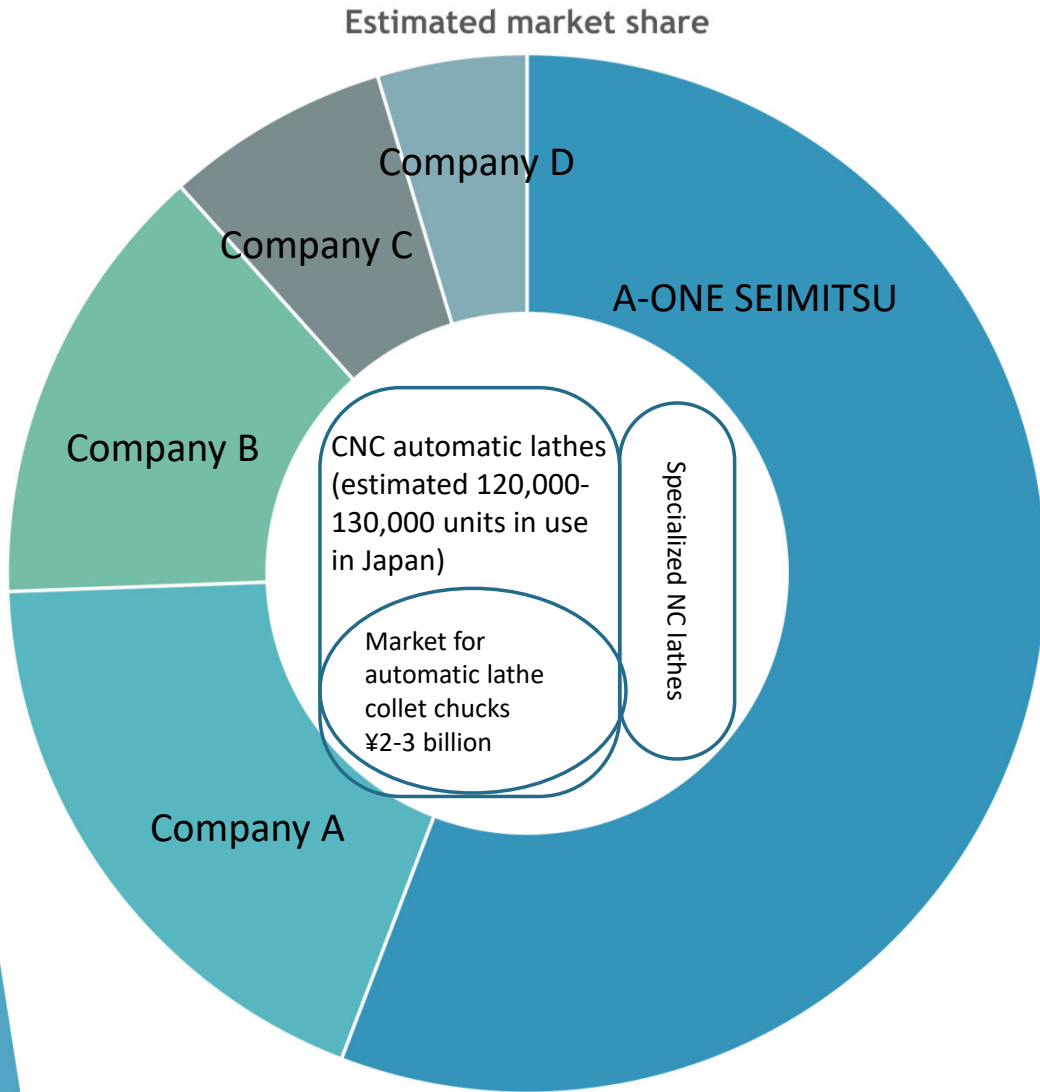 Estimated market share
Company D
Company C
A-ONE SEIMITSU
Company B
CNC automatic lathes
(estimated 120,000-
130,000 units in use
in Japan)
Specialized NC lathes
Market for
automatic lathe
collet chucks
¥2-3 billion
Company A